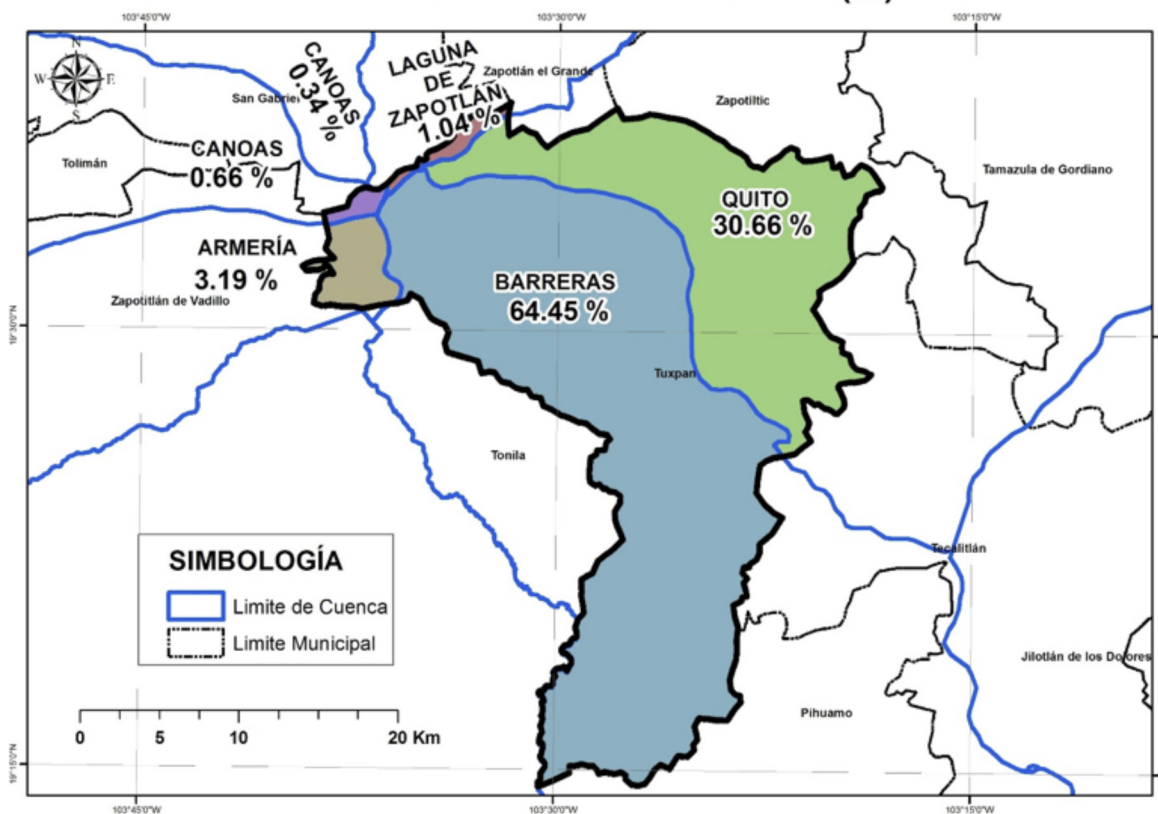 103°45'0"W
103°30'0"W
103°15'0"W
N
W
E
S
San Gabriel
CANOAS
0.34 %
LAGUNA
DE
ZAPOTLÁN
1.04 %
Zapotlán el Grande
Zapotiltic
Tolimán
CANOAS
0.66 %
Tamazula de Gordiano
QUITO
30.66 %
ARMERÍA
3.19 %
BARRERAS
64.45 %
Zapotitlán de Vadillo
19°30'0"N
Tuxpan
Tonila
Tecalitlán
SIMBOLOGÍA
Limite de Cuenca
Limite Municipal
Jilotlán de los Dolores
Pihuamo
0 5 10 20 Km
19°15'0"N
103°45'0"W
103°30'0"W
103°15'0"W